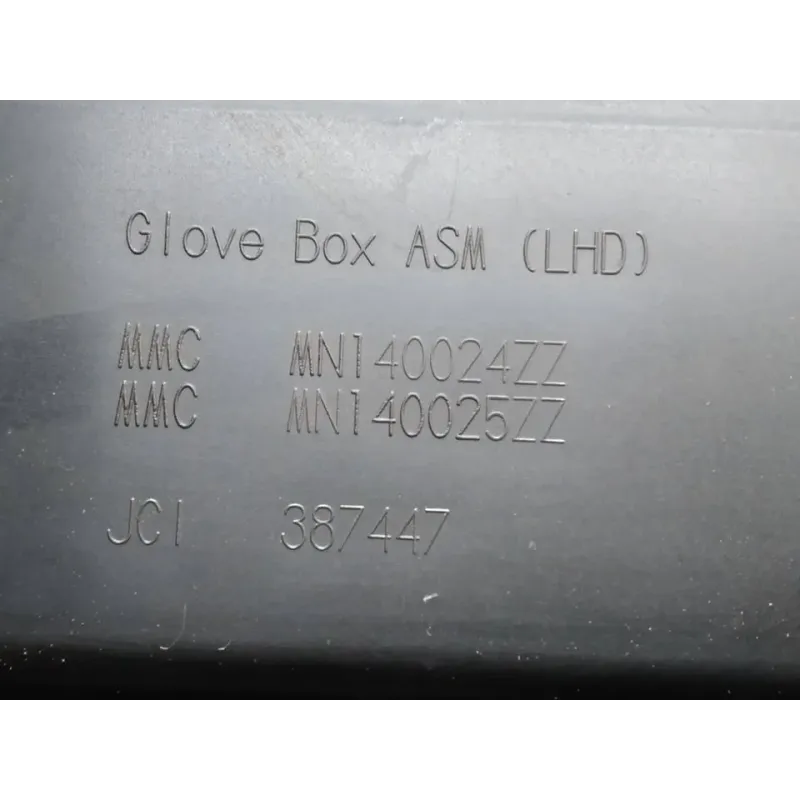 Glove Box ASM (LHD)
MMC MN140024ZZ
MMC MN140025ZZ
JCI 387447